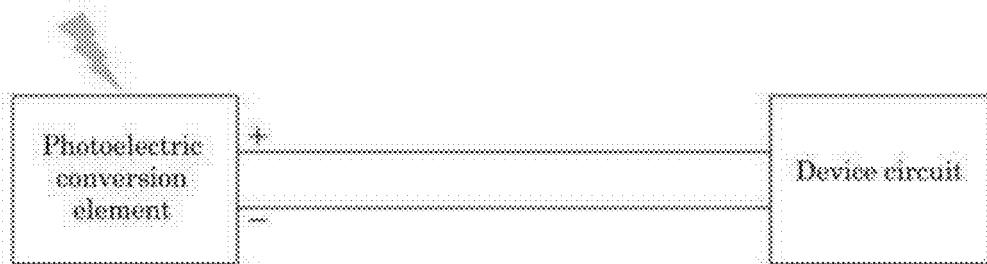 Photoelectric
conversion
element
+
−
Device circuit